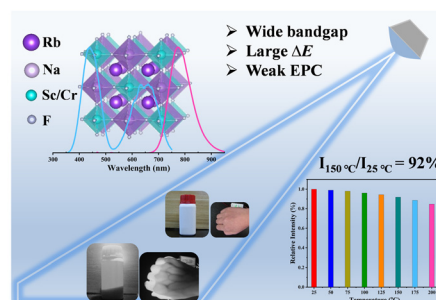 Rb
Na
Sc/Cr
F
300 400 500 600 700 800 900
Wavelength (nm)
➢ Wide bandgap
➢ Large ΔE
➢ Weak EPC
I150 ℃/I25 ℃ = 92%
Relative Intensity (%)
1.0
0.8
0.6
0.4
0.2
0.0
25 50 75 100 125 150 175 200